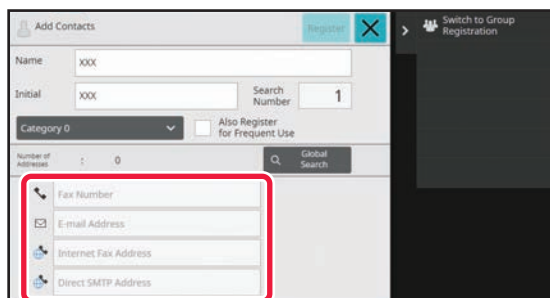 Add Contacts
Register
Switch to Group
Registration
Name
xxx
Initial
xxx
Search
Number
1
Category 0
Also Register
for Frequent Use
Number of
Addresses
:
0
Global
Search
Fax Number
E-mail Address
Internet Fax Address
Direct SMTP Address